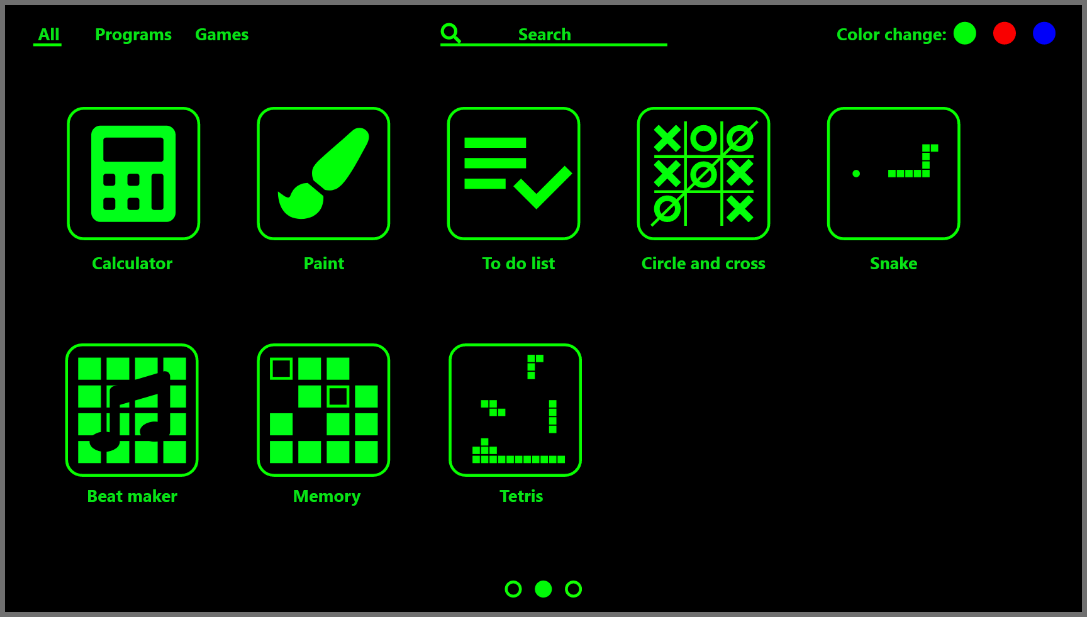 All Programs Games Search Color change:
Calculator Paint To do list Circle and cross Snake
Beat maker Memory Tetris